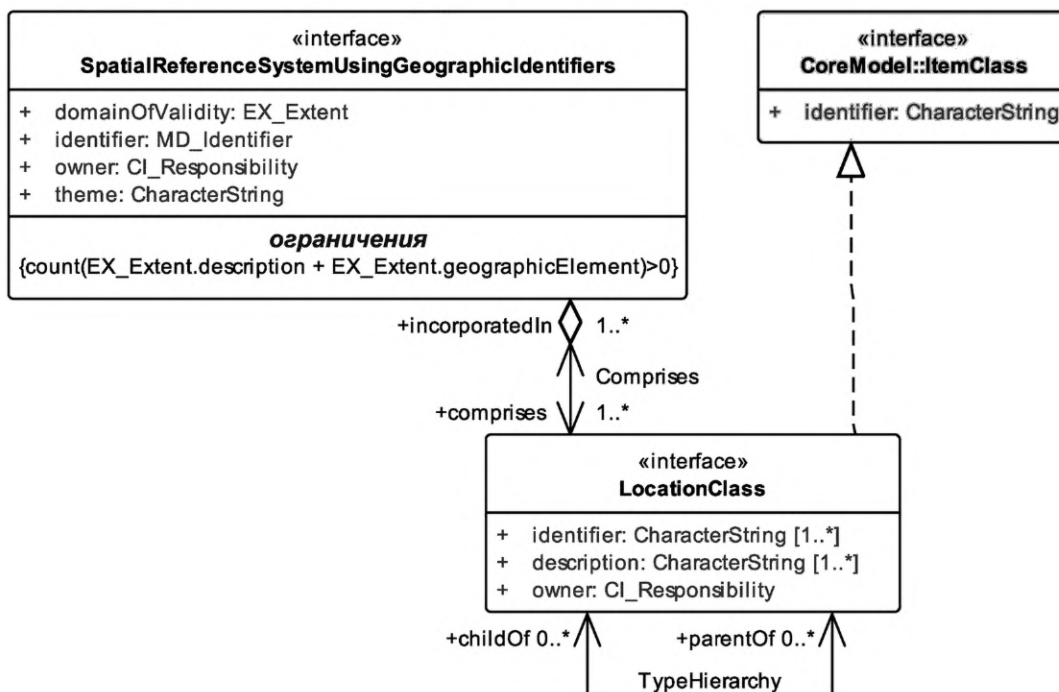 «interface»
SpatialReferenceSystemUsingGeographicIdentifiers
+ domainOfValidity: EX_Extent
+ identifier: MD_Identifier
+ owner: CI_Responsibility
+ theme: CharacterString
ограничения
{count(EX_Extent.description + EX_Extent.geographicElement)>0}
«interface»
CoreModel::ItemClass
+ identifier: CharacterString
+incorporatedIn 1..*
Comprises
+comprises 1..*
«interface»
LocationClass
+ identifier: CharacterString [1..*]
+ description: CharacterString [1..*]
+ owner: CI_Responsibility
+childOf 0..* +parentOf 0..*
TypeHierarchy